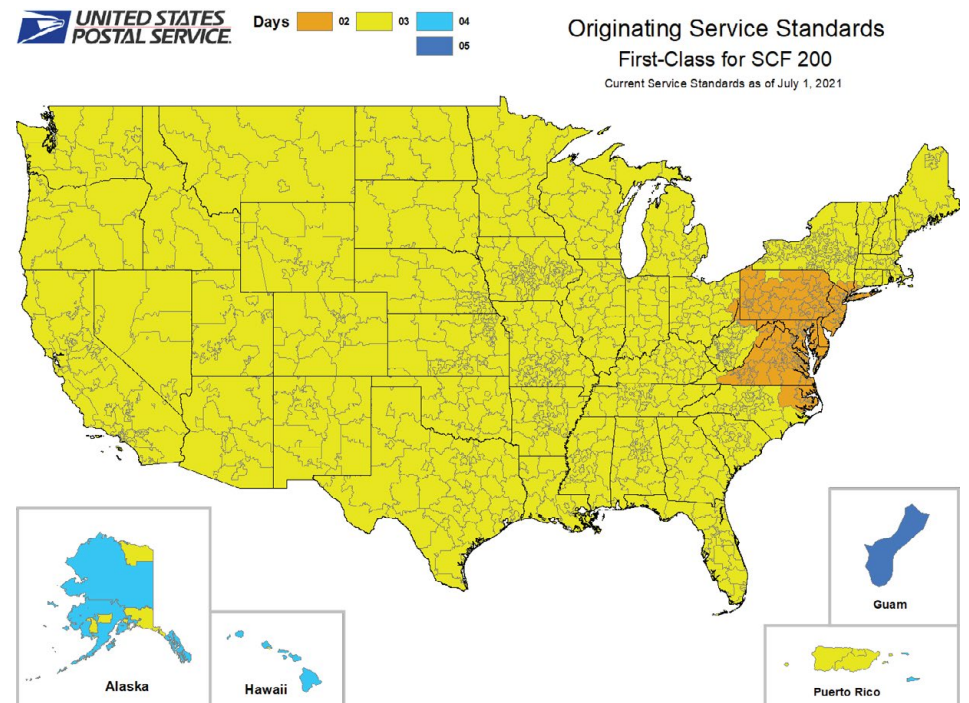 UNITED STATES
POSTAL SERVICE.
Days 02 03 04
05
Originating Service Standards
First-Class for SCF 200
Current Service Standards as of July 1, 2021
Guam
Alaska
Hawaii
Puerto Rico